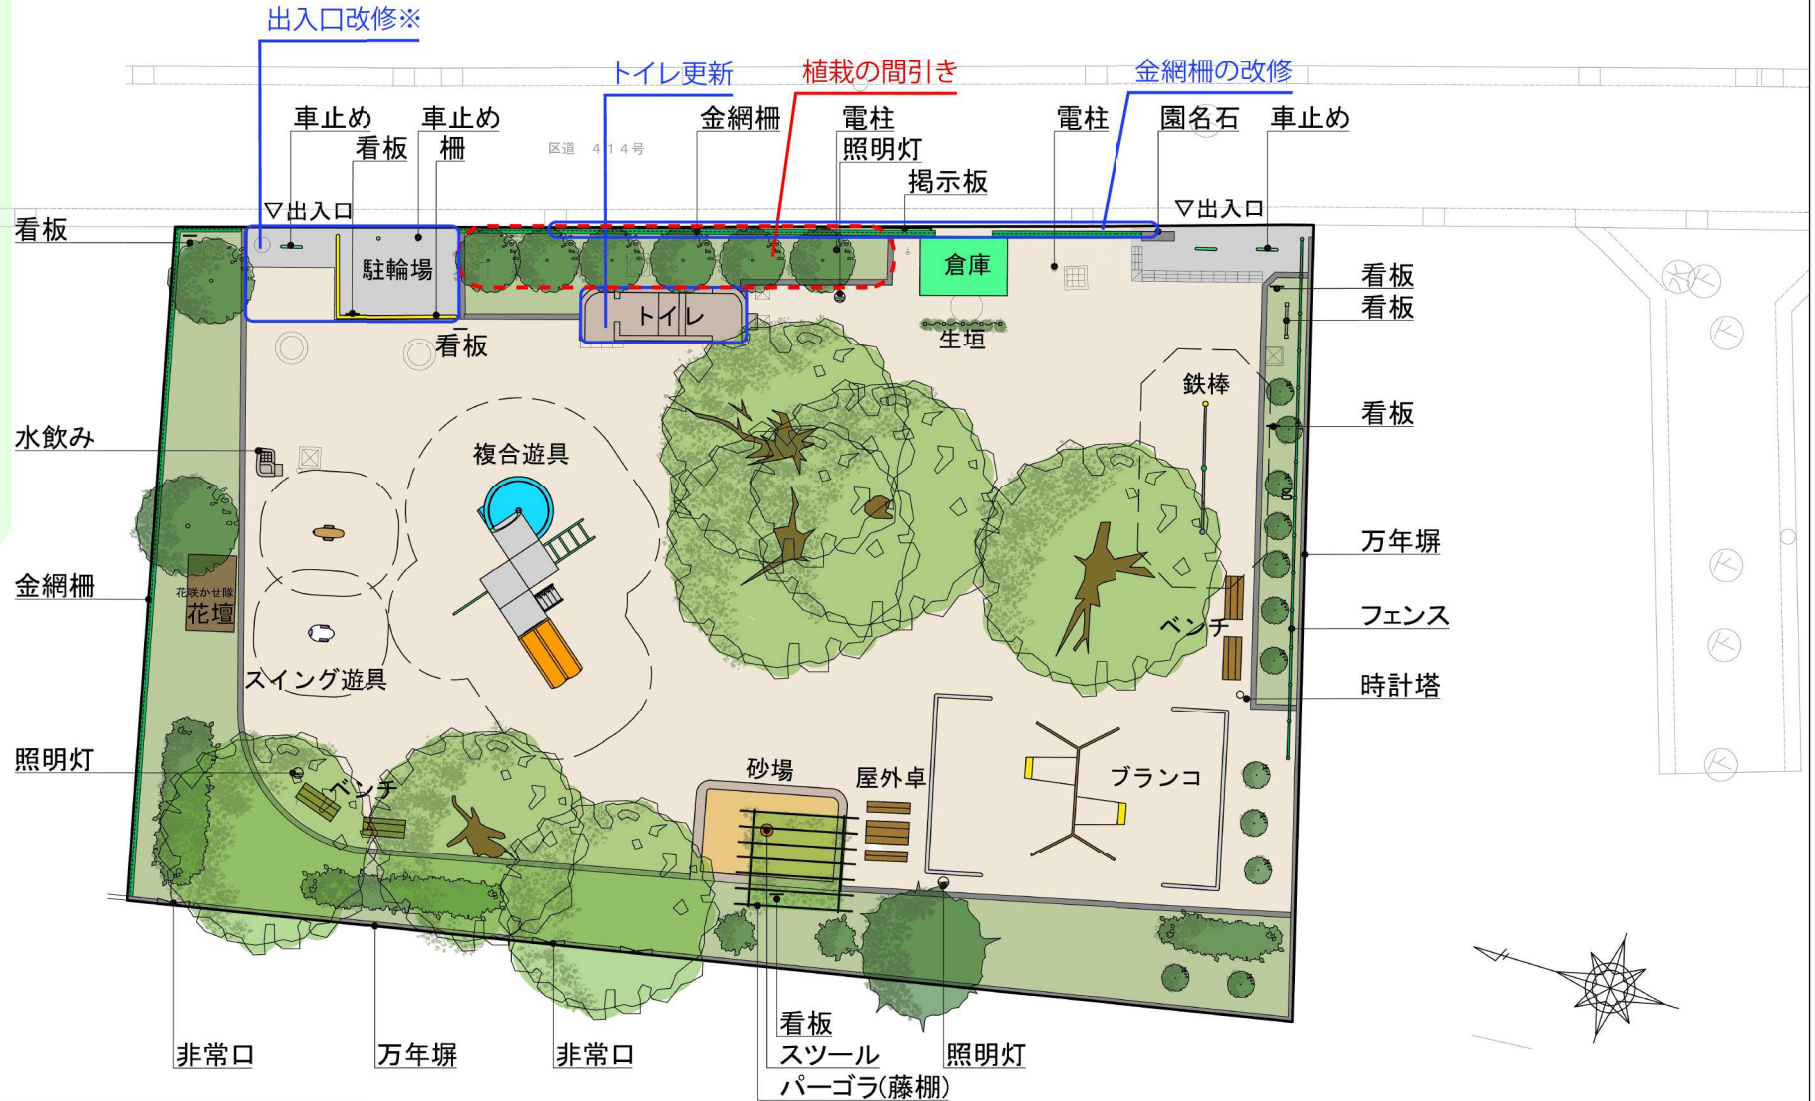 出入口改修※
トイレ更新
植栽の間引き
金網柵の改修
車止め
車止め
金網柵
電柱
電柱
園名石
車止め
看板
柵
区道 414号
照明灯
掲示板
▽出入口
▽出入口
看板
駐輪場
倉庫
看板
看板
トイレ
看板
生垣
鉄棒
看板
水飲み
複合遊具
万年塀
金網柵
花咲かせ隊
花壇
フェンス
ベンチ
スイング遊具
時計塔
照明灯
ベンチ
砂場
屋外卓
ブランコ
看板
非常口
万年塀
非常口
スツール
照明灯
パーゴラ(藤棚)